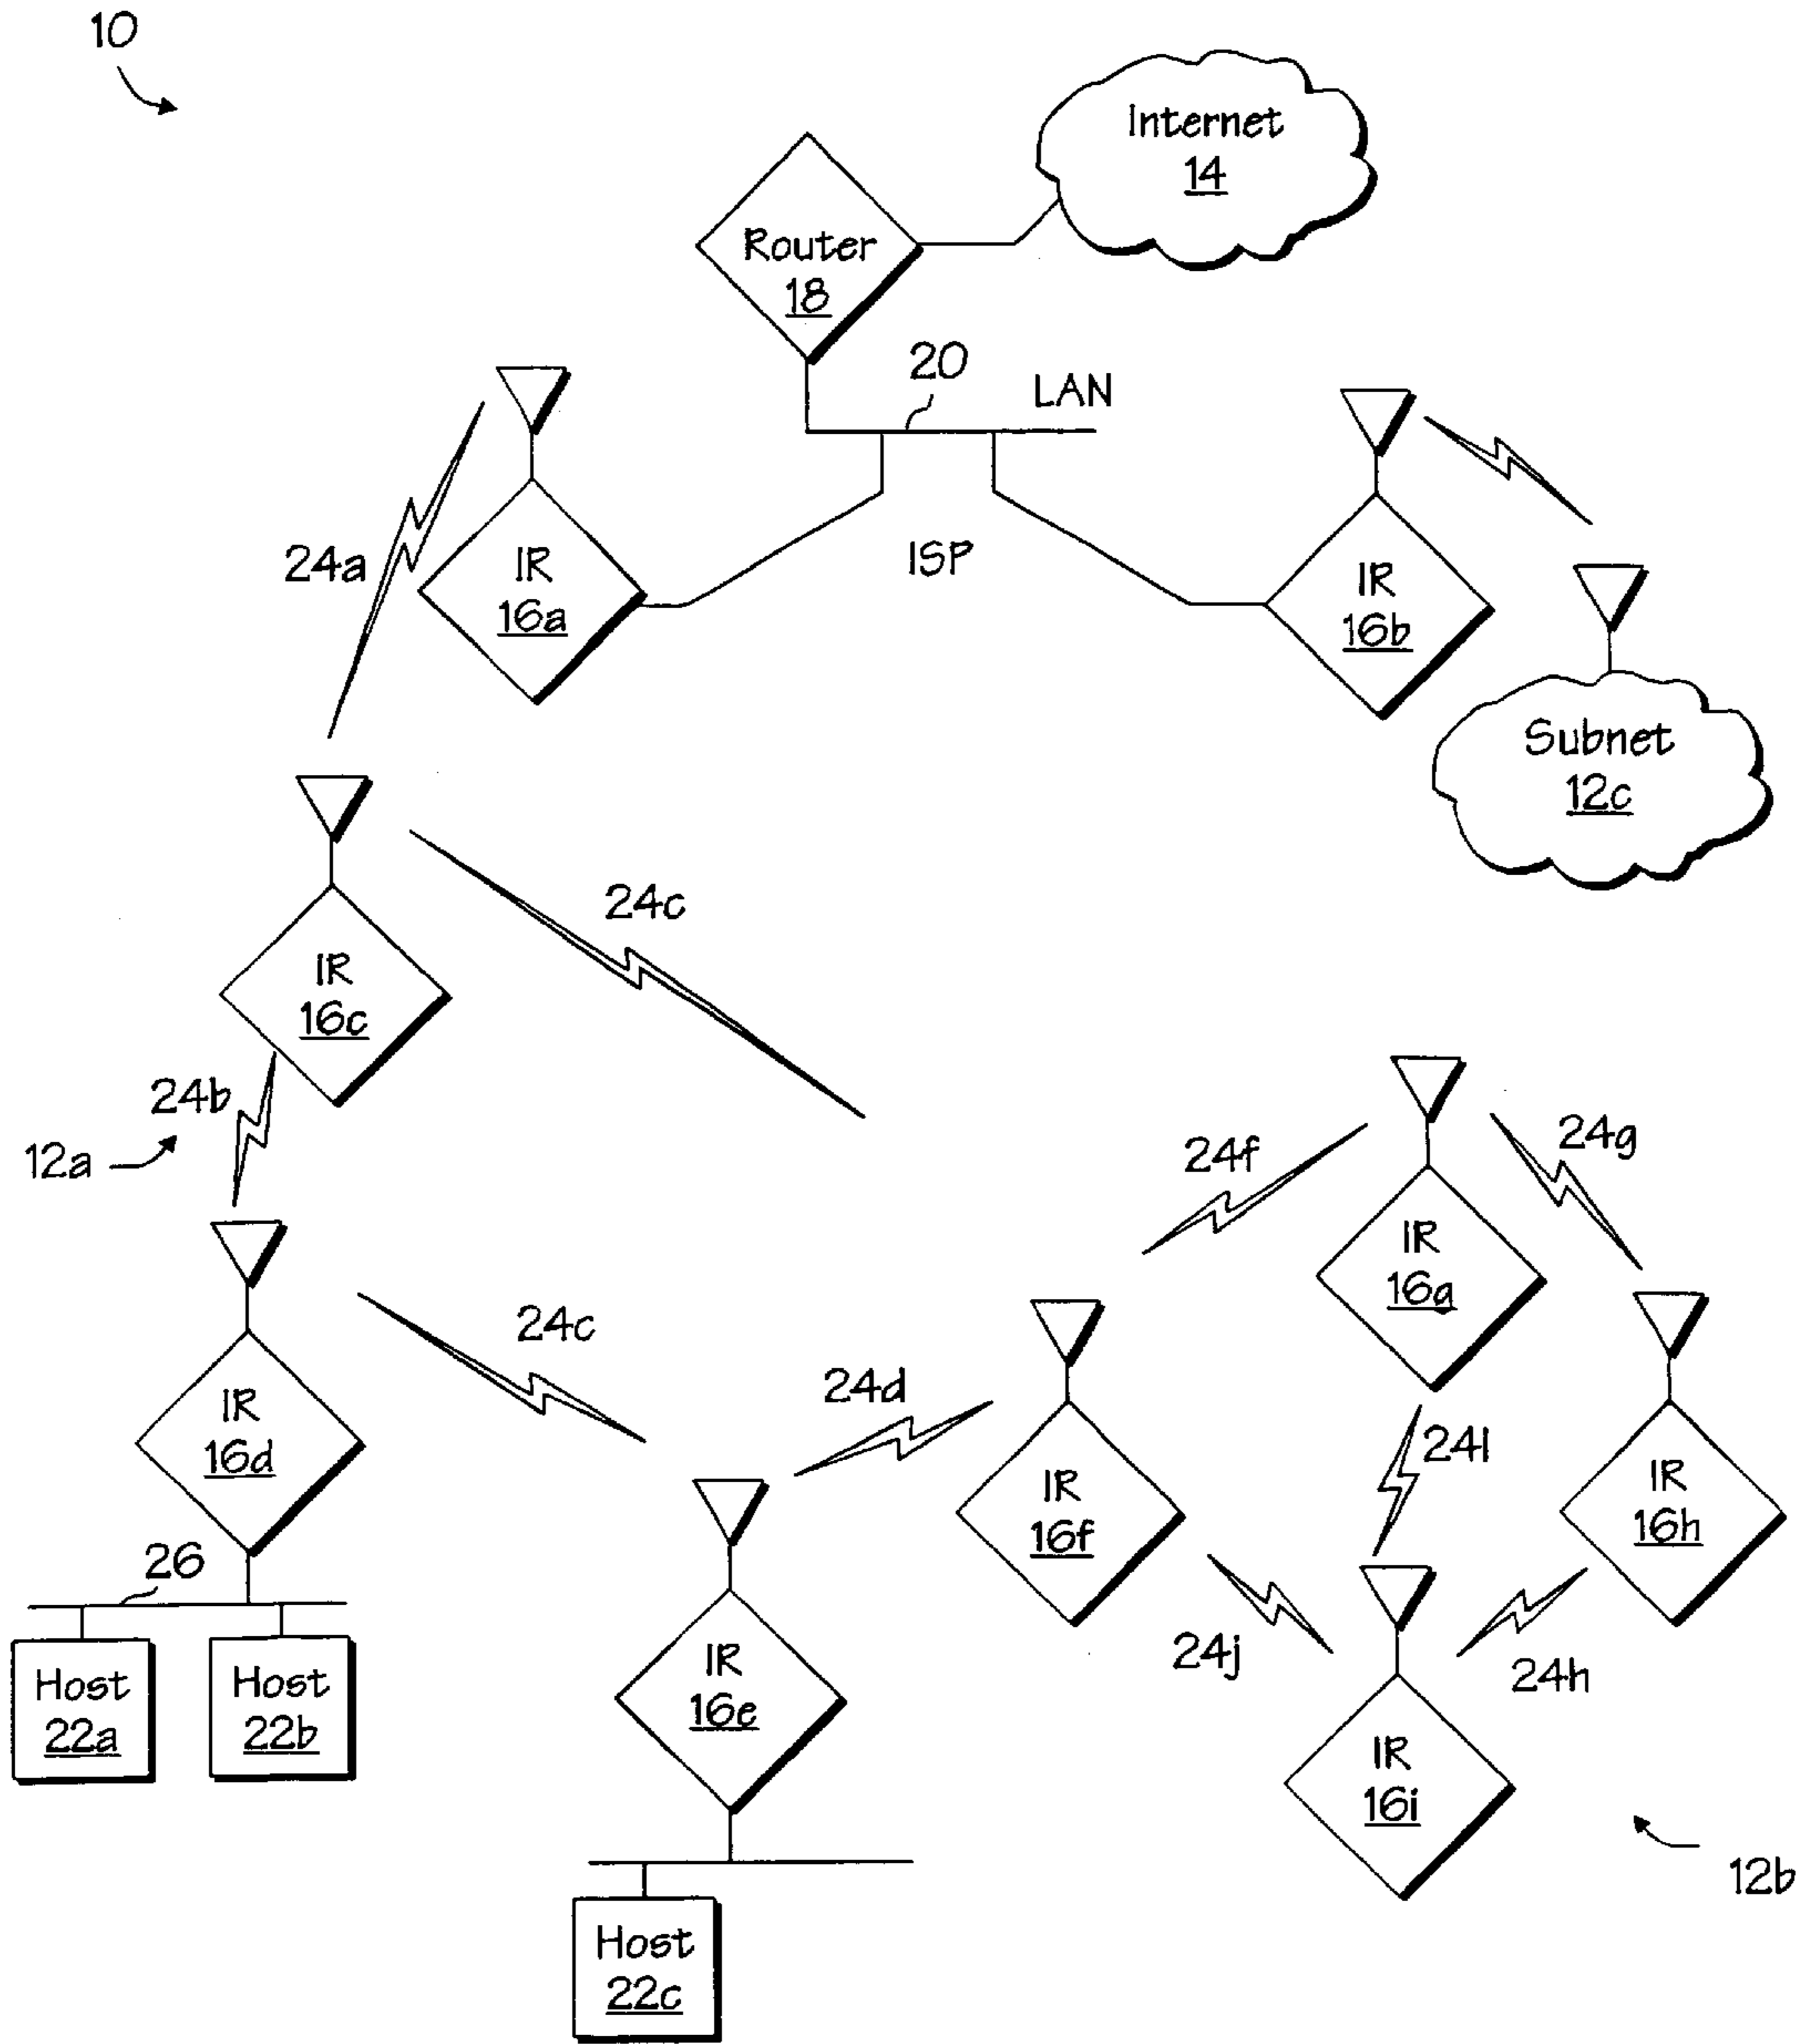 10
Internet
14
Router
18
20
LAN
24a
IR
16a
ISP
IR
16b
Subnet
12c
24c
IR
16c
24b
12a
24f
24g
IR
16g
24c
24d
IR
16d
24l
IR
16f
IR
16h
26
24j
24h
Host
22a
Host
22b
IR
16e
IR
16i
12b
Host
22c